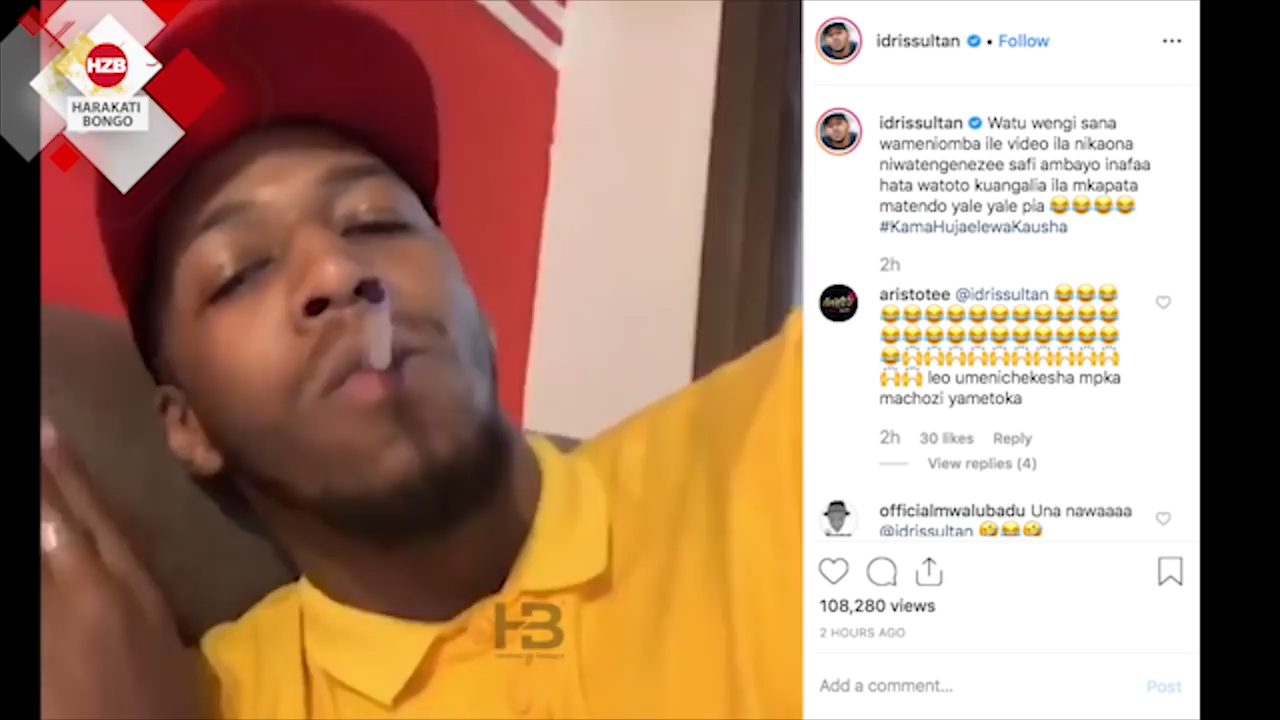 HZB
HARAKATI
BONGO
HB
idrissultan • Follow
idrissultan Watu wengi sana
wameniomba ile video ila nikaona
niwatengenezee safi ambayo inafaa
hata watoto kuangalia ila mkapata
matendo yale yale pia 😂😂😂😂
#KamaHujaelewaKausha
2h
aristotee @idrissultan 😂😂😂
😂😂😂😂😂😂😂😂😂😂😂
😂😂😂😂😂😂😂😂😂😂😂
😂🙌🙌🙌🙌🙌🙌🙌🙌🙌🙌
🙌🙌 leo umenichekesha mpka
machozi yametoka
2h 30 likes Reply
View replies (4)
officialmwalubadu Una nawaaaa
@idrissultan 🤣😂🤣
108,280 views
2 HOURS AGO
Add a comment... Post